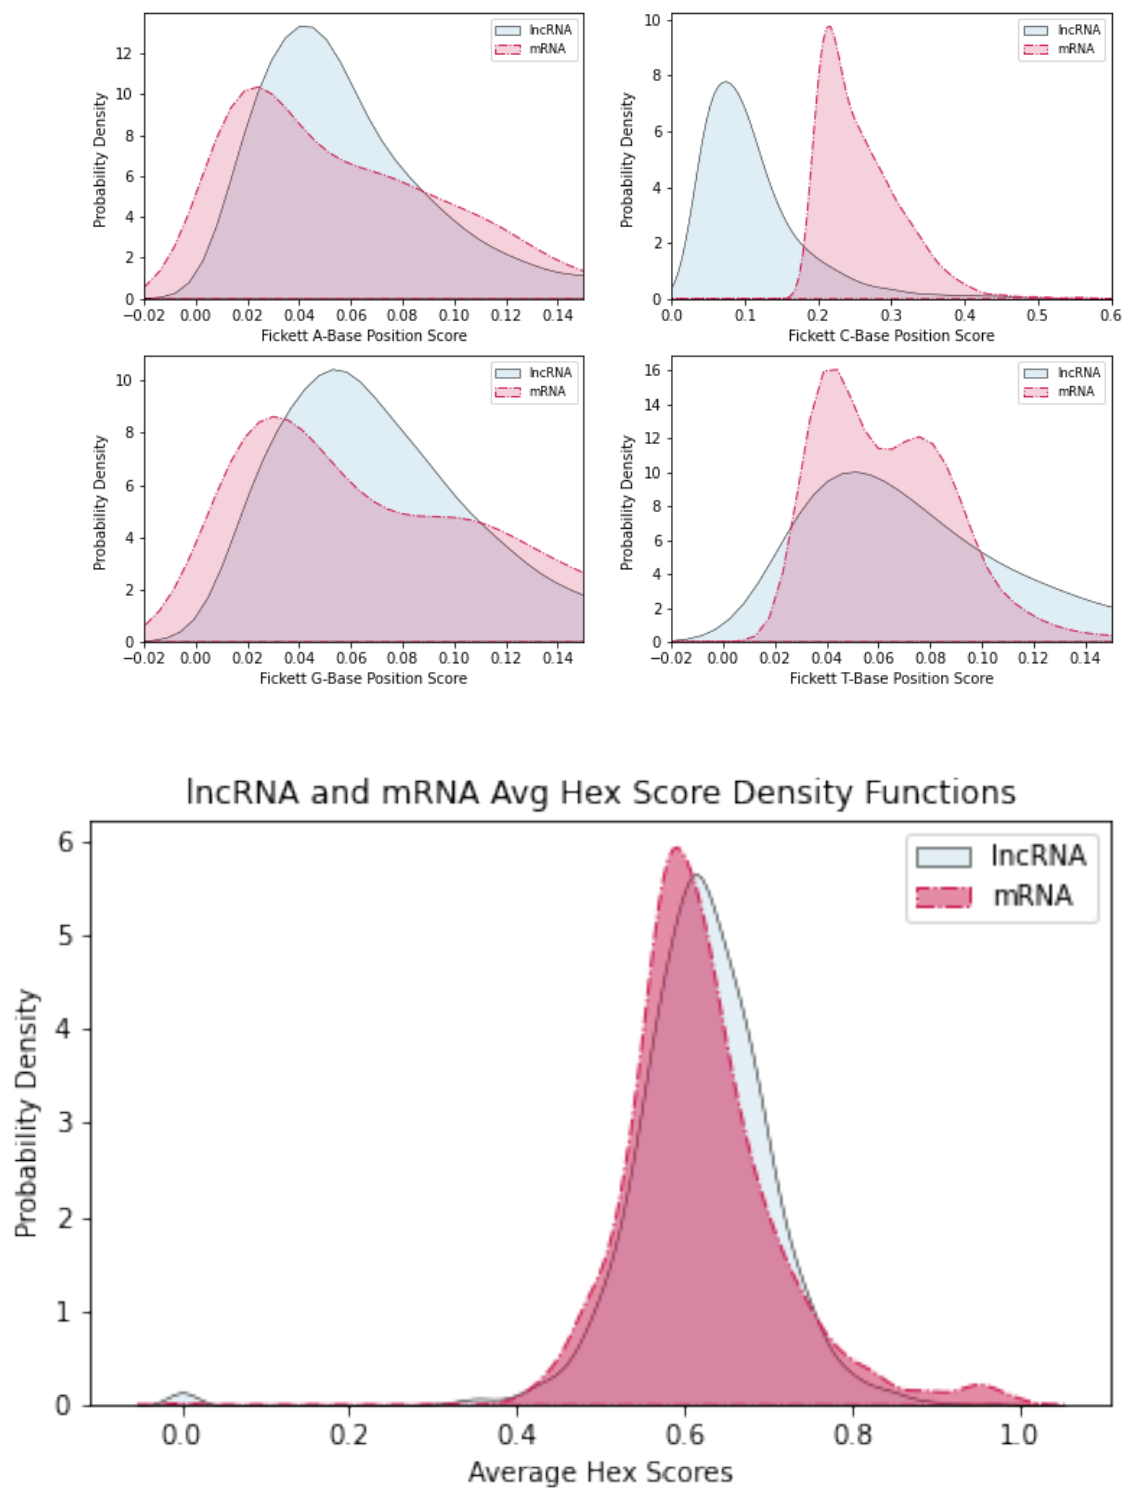 lncRNA
mRNA
Probability Density
12
10
8
6
4
2
0
−0.02 0.00 0.02 0.04 0.06 0.08 0.10 0.12 0.14
Fickett A-Base Position Score
lncRNA
mRNA
Probability Density
10
8
6
4
2
0
0.0 0.1 0.2 0.3 0.4 0.5 0.6
Fickett C-Base Position Score
lncRNA
mRNA
Probability Density
10
8
6
4
2
0
−0.02 0.00 0.02 0.04 0.06 0.08 0.10 0.12 0.14
Fickett G-Base Position Score
lncRNA
mRNA
Probability Density
16
14
12
10
8
6
4
2
0
−0.02 0.00 0.02 0.04 0.06 0.08 0.10 0.12 0.14
Fickett T-Base Position Score
lncRNA and mRNA Avg Hex Score Density Functions
lncRNA
mRNA
Probability Density
6
5
4
3
2
1
0
0.0 0.2 0.4 0.6 0.8 1.0
Average Hex Scores